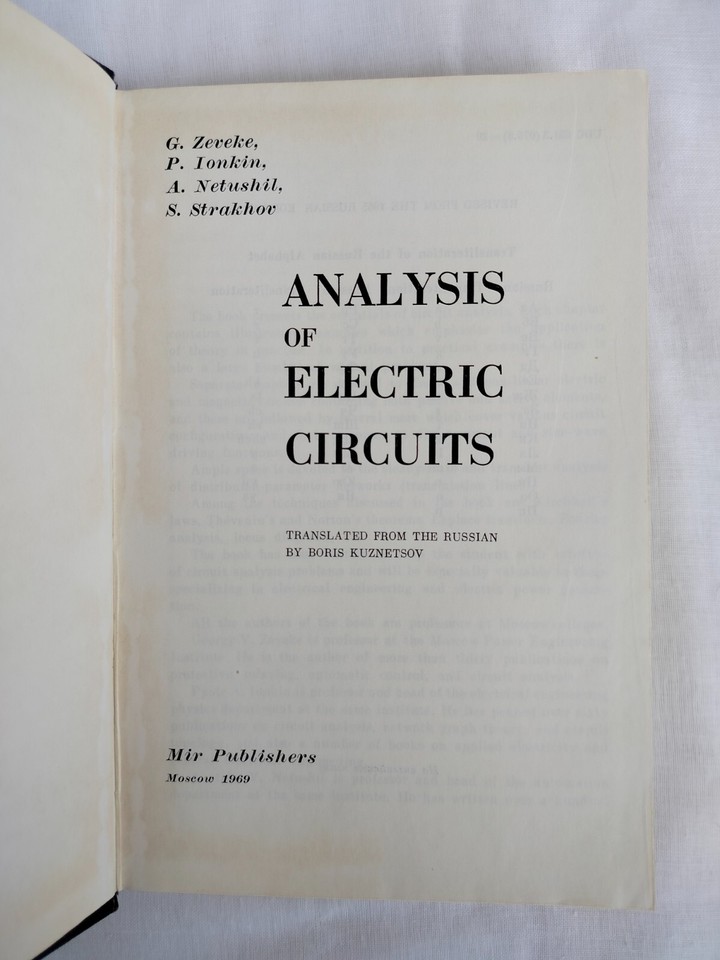 G. Zeveke,
P. Ionkin,
A. Netushil,
S. Strakhov
ANALYSIS
OF
ELECTRIC
CIRCUITS
TRANSLATED FROM THE RUSSIAN
BY BORIS KUZNETSOV
Mir Publishers
Moscow 1969